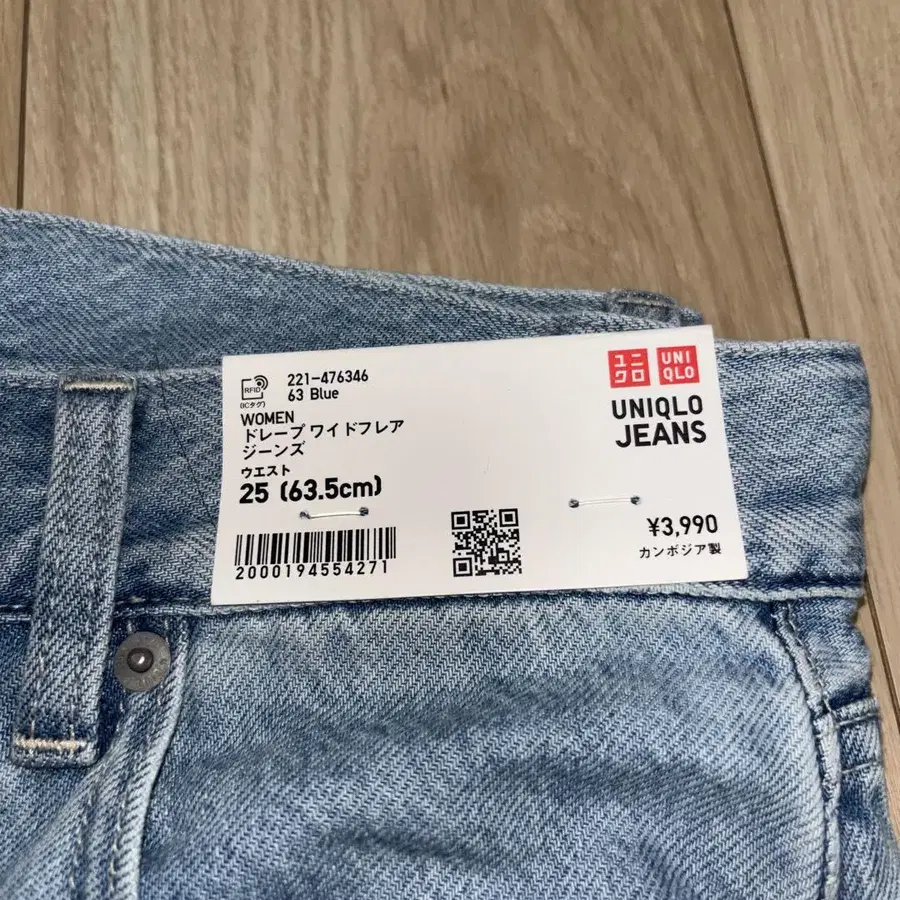 RFID
(ICタグ)
221-476346
63 Blue
WOMEN
ドレープ ワイドフレア
ジーンズ
ウエスト
25 (63.5cm)
2000194554271
ユニ
クロ
UNI
QLO
UNIQLO
JEANS
¥3,990
カンボジア製